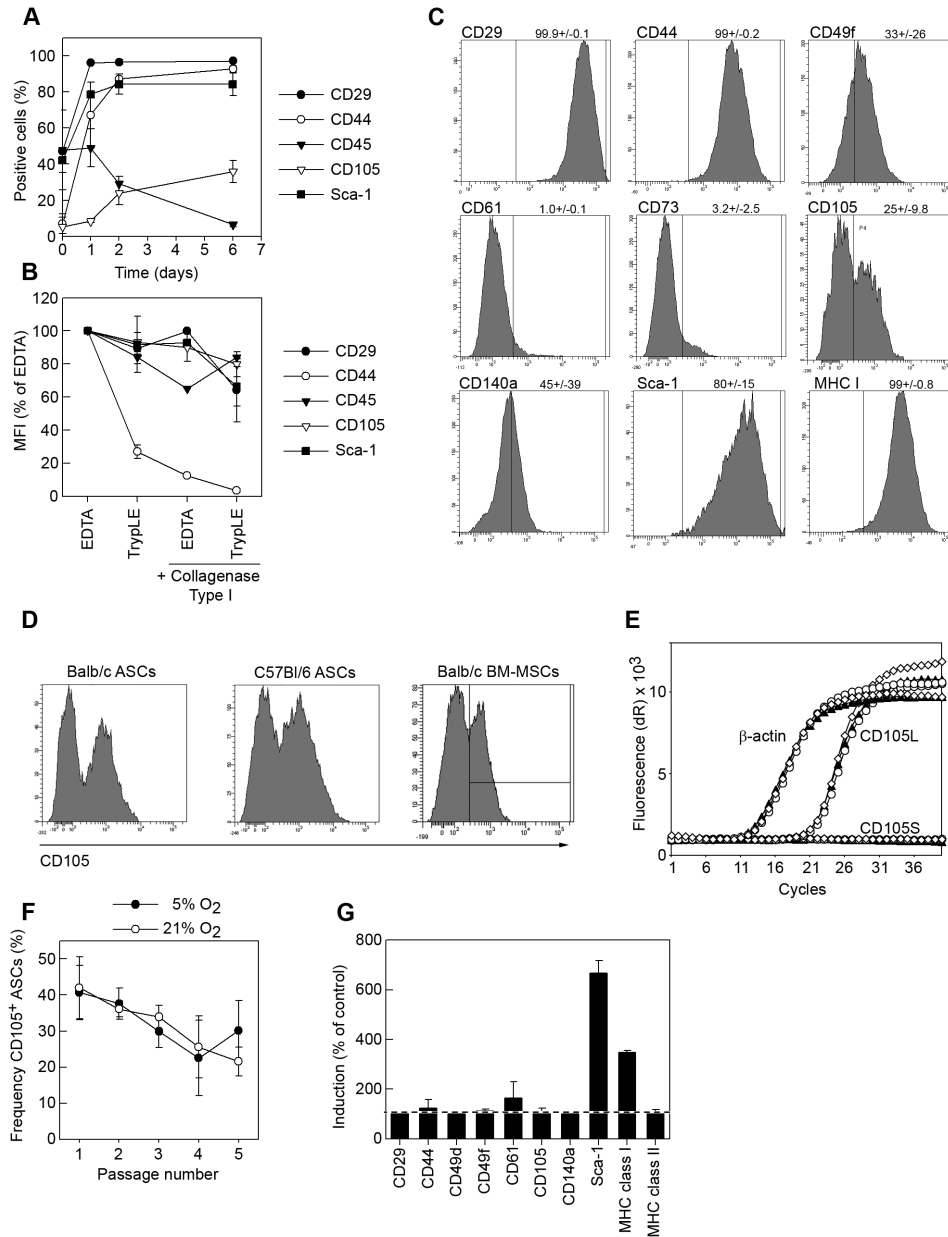 A
Positive cells (%)
100
80
60
40
20
0
0 1 2 3 4 5 6 7
Time (days)
CD29
CD44
CD45
CD105
Sca-1
B
MFI (% of EDTA)
120
100
80
60
40
20
0
EDTA
TrypLE
EDTA
TrypLE
+ Collagenase
Type I
CD29
CD44
CD45
CD105
Sca-1
C
CD29 99.9+/-0.1
CD44 99+/-0.2
CD49f 33+/-26
CD61 1.0+/-0.1
CD73 3.2+/-2.5
CD105 25+/-9.8
P4
CD140a 45+/-39
Sca-1 80+/-15
MHC I 99+/-0.8
D
Balb/c ASCs
C57Bl/6 ASCs
Balb/c BM-MSCs
CD105
E
Fluorescence (dR) x 10³
10
5
0
β-actin
CD105L
CD105S
1 6 11 16 21 26 31 36
Cycles
F
5% O₂
21% O₂
Frequency CD105⁺ ASCs (%)
50
40
30
20
10
0
1 2 3 4 5
Passage number
G
Induction (% of control)
800
600
400
200
0
CD29
CD44
CD49d
CD49f
CD61
CD105
CD140a
Sca-1
MHC class I
MHC class II